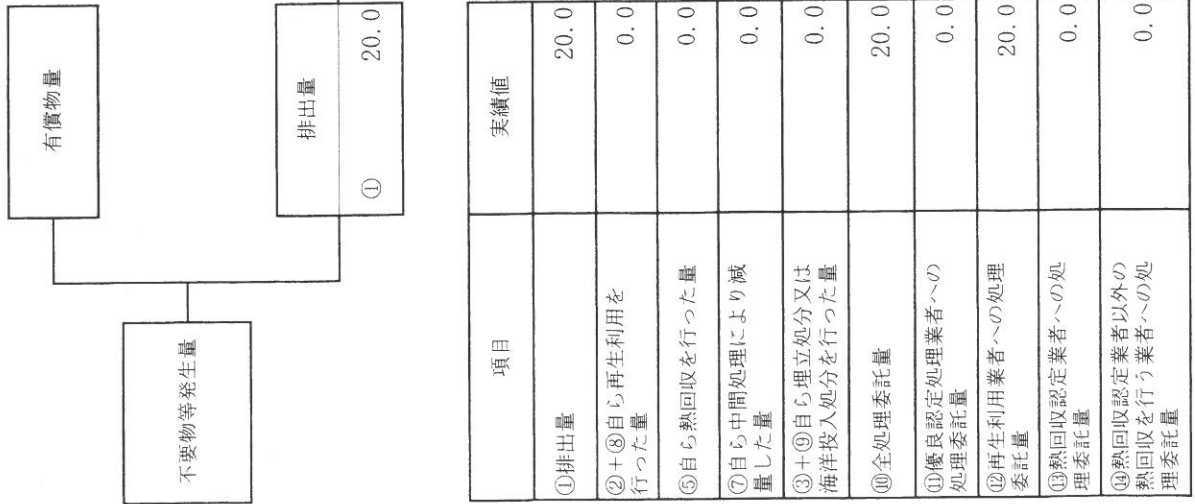 不要物等発生量
有償物量
排出量
① 20.0
項目 実績値
①排出量 20.0
②+⑧自ら再生利用を
行った量 0.0
⑤自ら熱回収を行った量 0.0
⑦自ら中間処理により減
量した量 0.0
③+⑨自ら埋立処分又は
海洋投入処分を行った量 0.0
⑩全処理委託量 20.0
⑪優良認定処理業者への
処理委託量 0.0
⑫再生利用業者への処理
委託量 20.0
⑬熱回収認定業者への処
理委託量 0.0
⑭熱回収認定業者以外の
熱回収を行う業者への処
理委託量 0.0